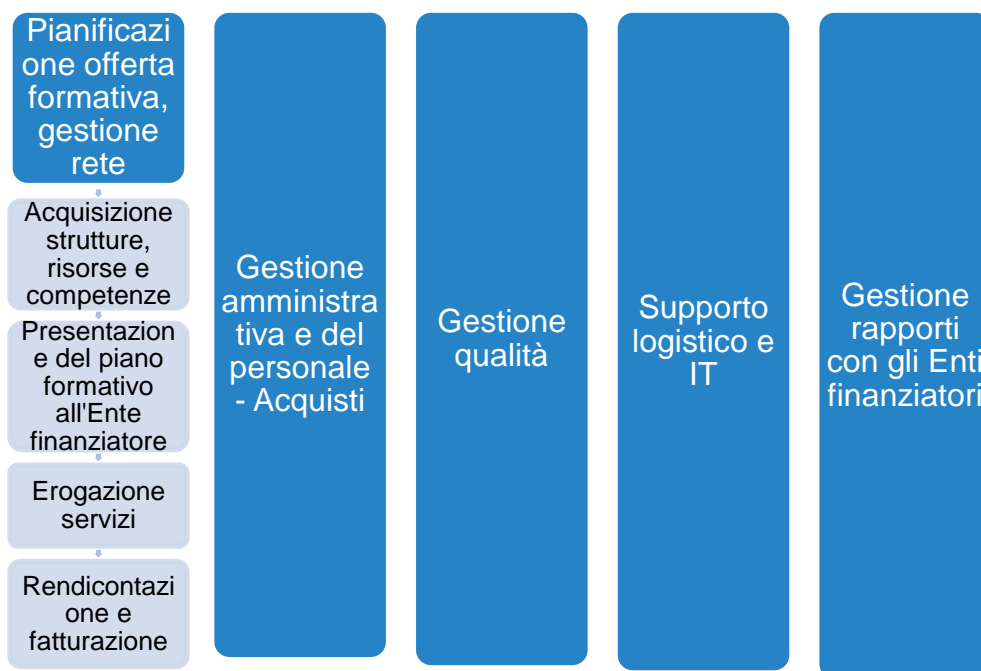 Pianificazi
one offerta
formativa,
gestione
rete
Acquisizione
strutture,
risorse e
competenze
Presentazion
e del piano
formativo
all'Ente
finanziatore
Erogazione
servizi
Rendicontazi
one e
fatturazione
Gestione
amministra
tiva e del
personale
- Acquisti
Gestione
qualità
Supporto
logistico e
IT
Gestione
rapporti
con gli Enti
finanziatori